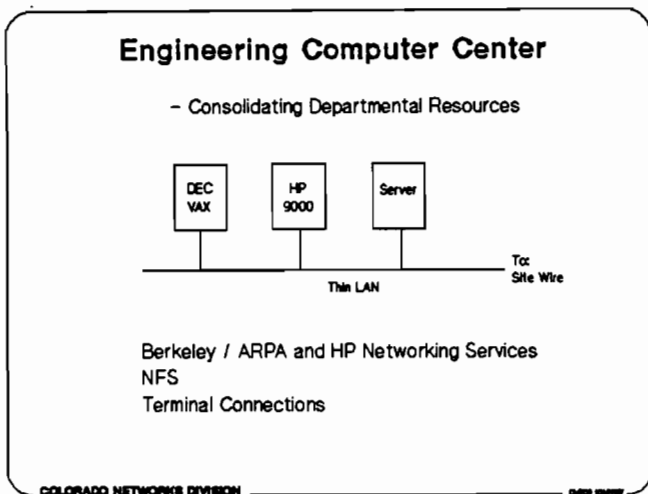 Engineering Computer Center
- Consolidating Departmental Resources
DEC
VAX
HP
9000
Server
To:
Site Wire
Thin LAN
Berkeley / ARPA and HP Networking Services
NFS
Terminal Connections
COLORADO NETWORKS DIVISION